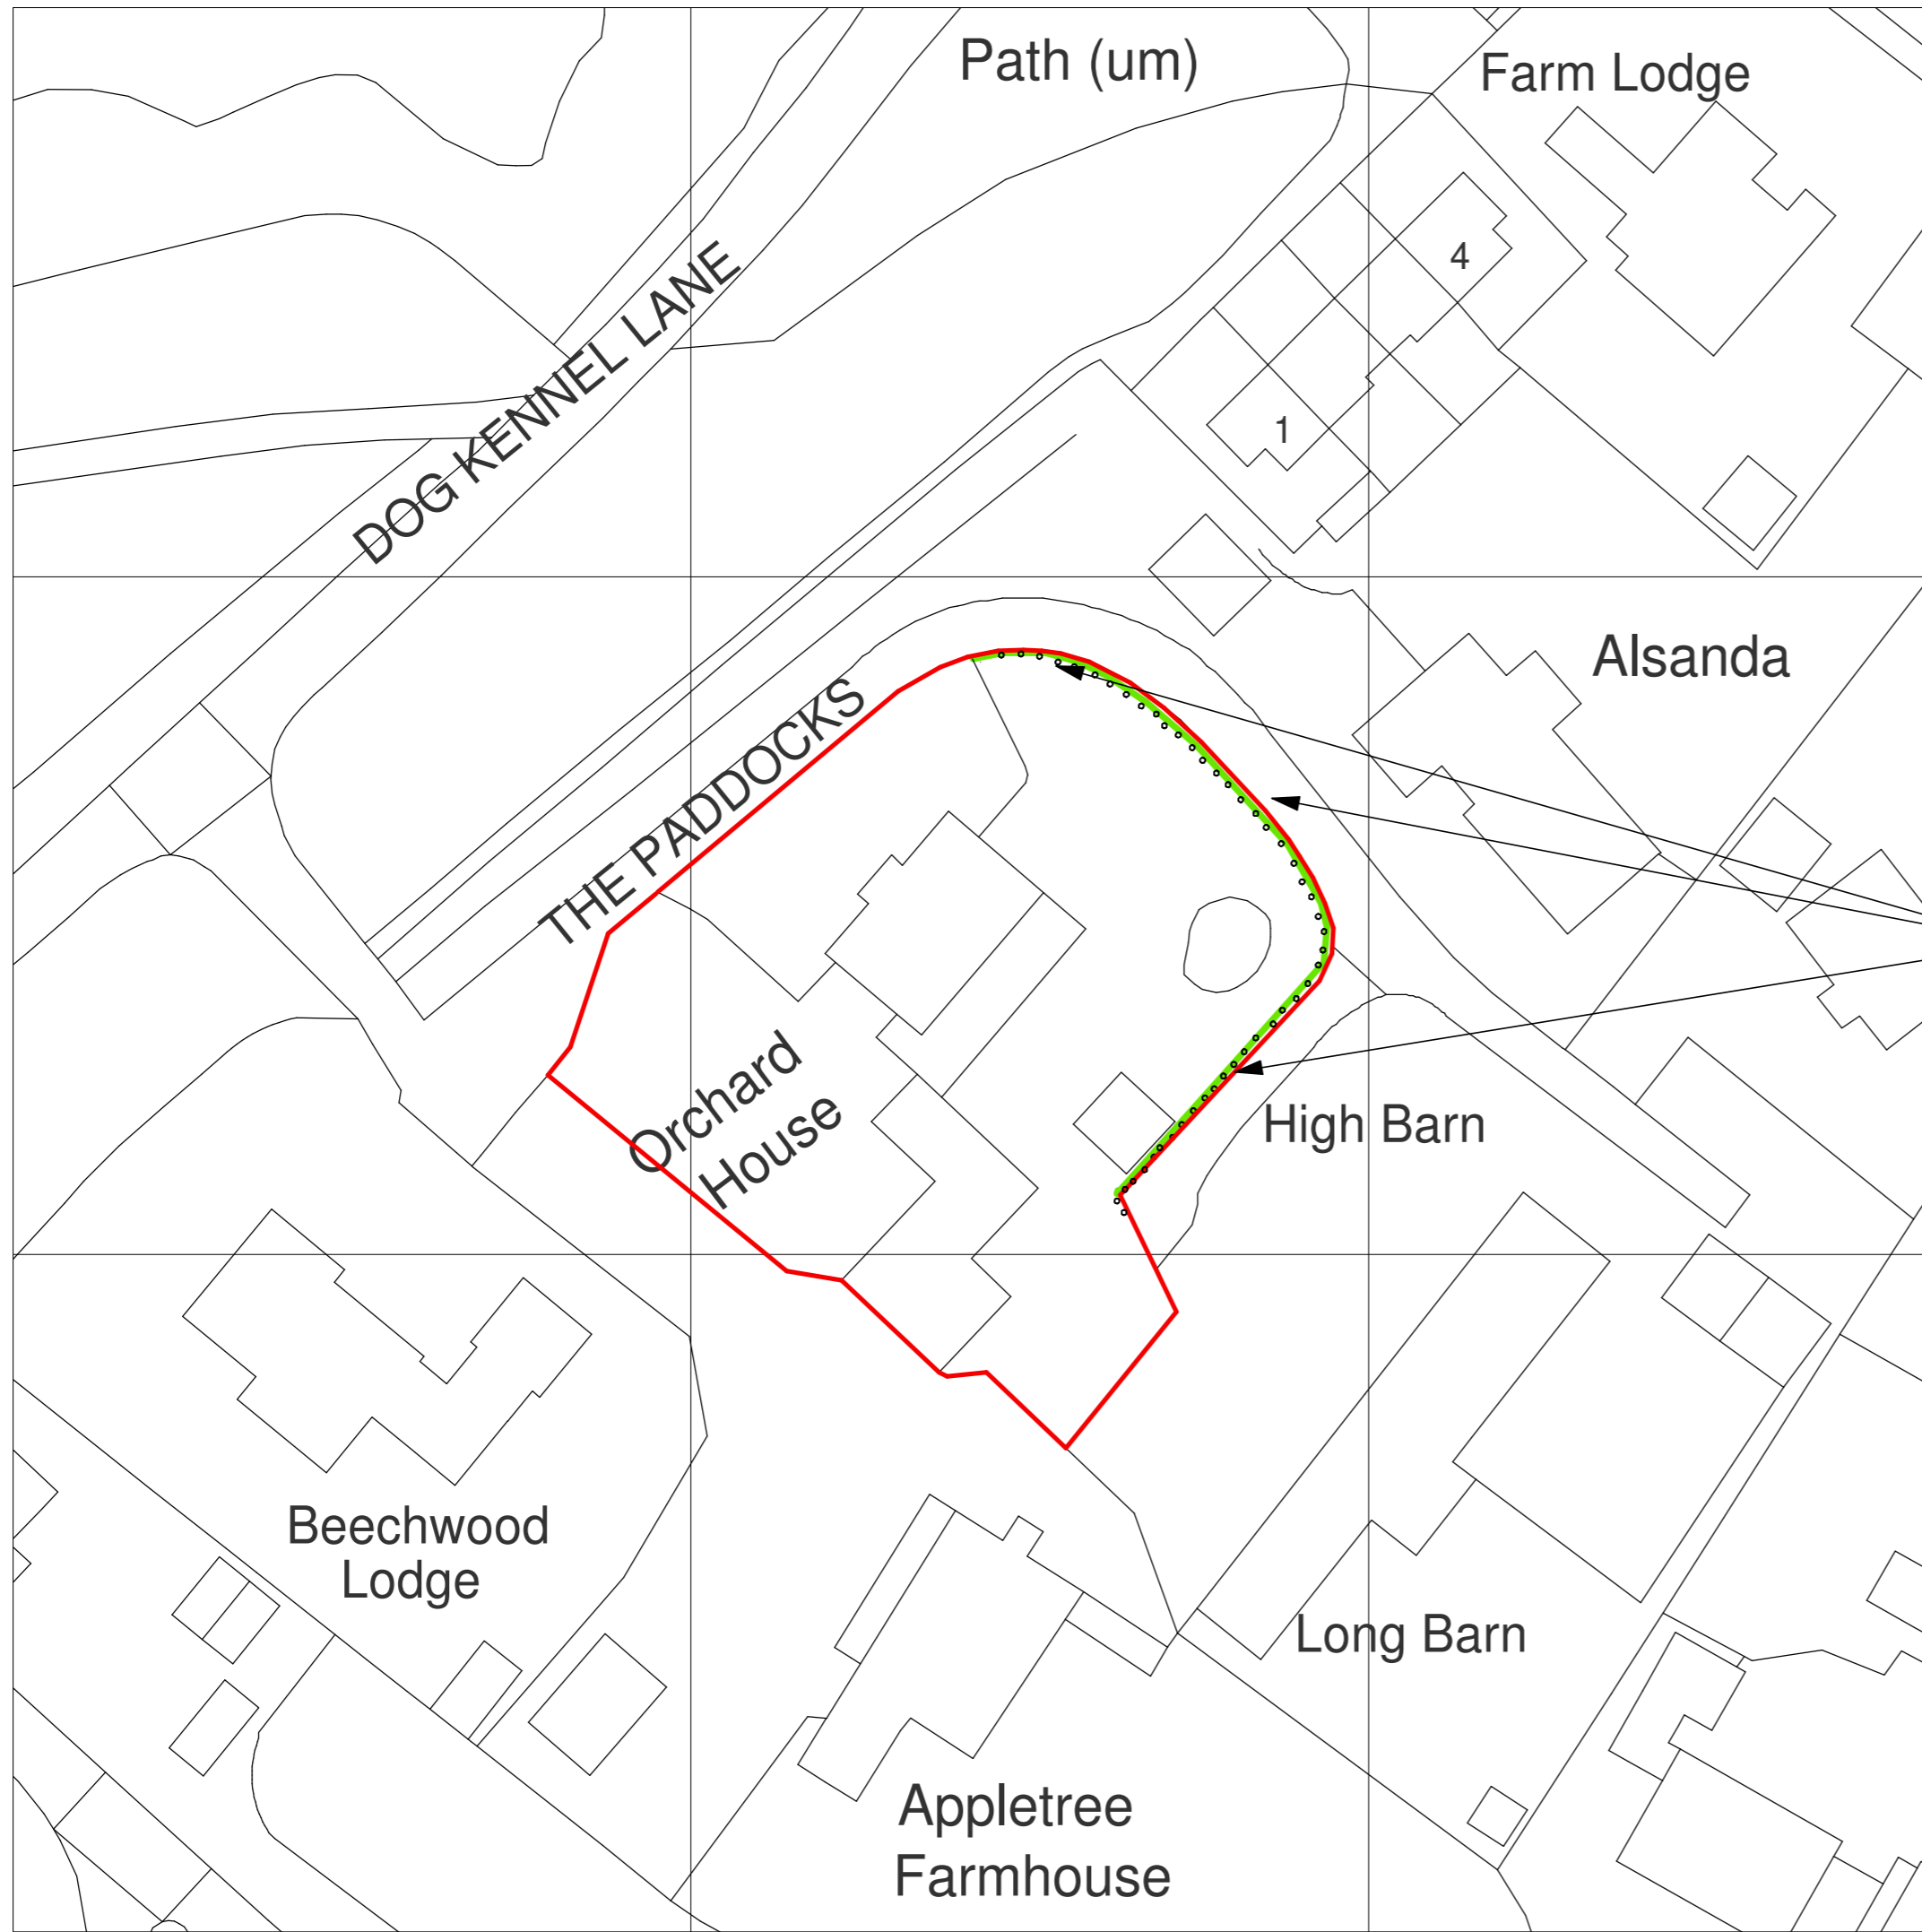 Path (um)
Farm Lodge
4
DOG KENNEL LANE
1
Alsanda
THE PADDOCKS
Orchard
House
High Barn
Beechwood
Lodge
Long Barn
Appletree
Farmhouse